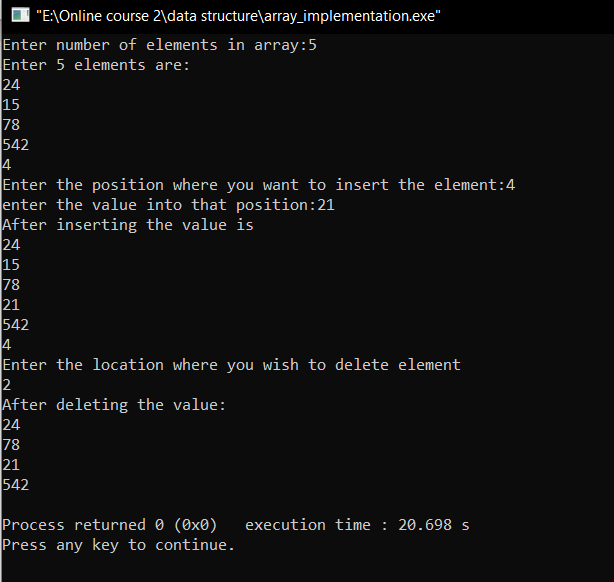 "E:\Online course 2\data structure\array_implementation.exe"
Enter number of elements in array:5
Enter 5 elements are:
24
15
78
542
4
Enter the position where you want to insert the element:4
enter the value into that position:21
After inserting the value is
24
15
78
21
542
4
Enter the location where you wish to delete element
2
After deleting the value:
24
78
21
542
Process returned 0 (0x0)   execution time : 20.698 s
Press any key to continue.